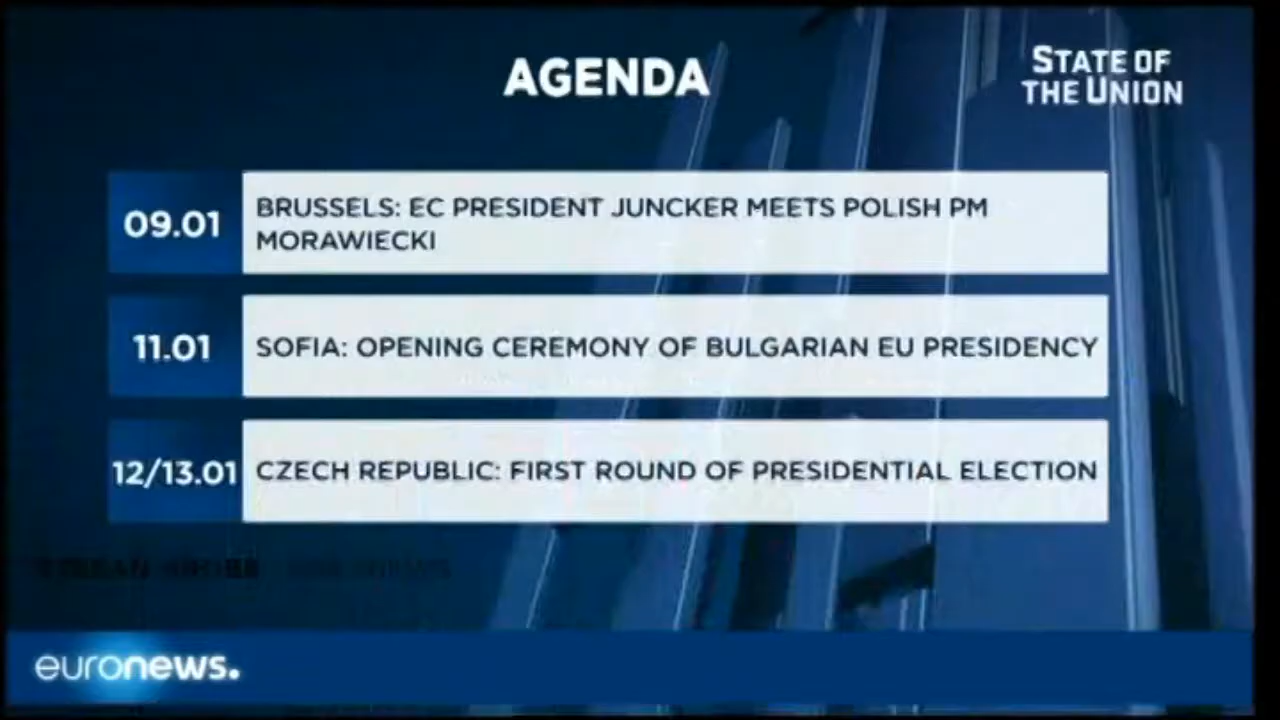 AGENDA
STATE OF
THE UNION
09.01
BRUSSELS: EC PRESIDENT JUNCKER MEETS POLISH PM
MORAWIECKI
11.01
SOFIA: OPENING CEREMONY OF BULGARIAN EU PRESIDENCY
12/13.01
CZECH REPUBLIC: FIRST ROUND OF PRESIDENTIAL ELECTION
euronews.